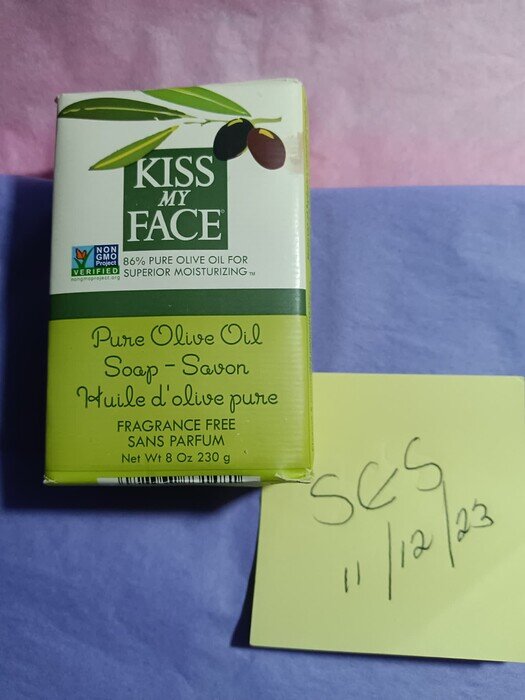 KISS
MY
FACE®
NON
GMO
Project
VERIFIED
nongmoproject.org
86% PURE OLIVE OIL FOR
SUPERIOR MOISTURIZING™
Pure Olive Oil
Soap – Savon
Huile d'olive pure
FRAGRANCE FREE
SANS PARFUM
Net Wt 8 Oz 230 g
SES
11/12/23